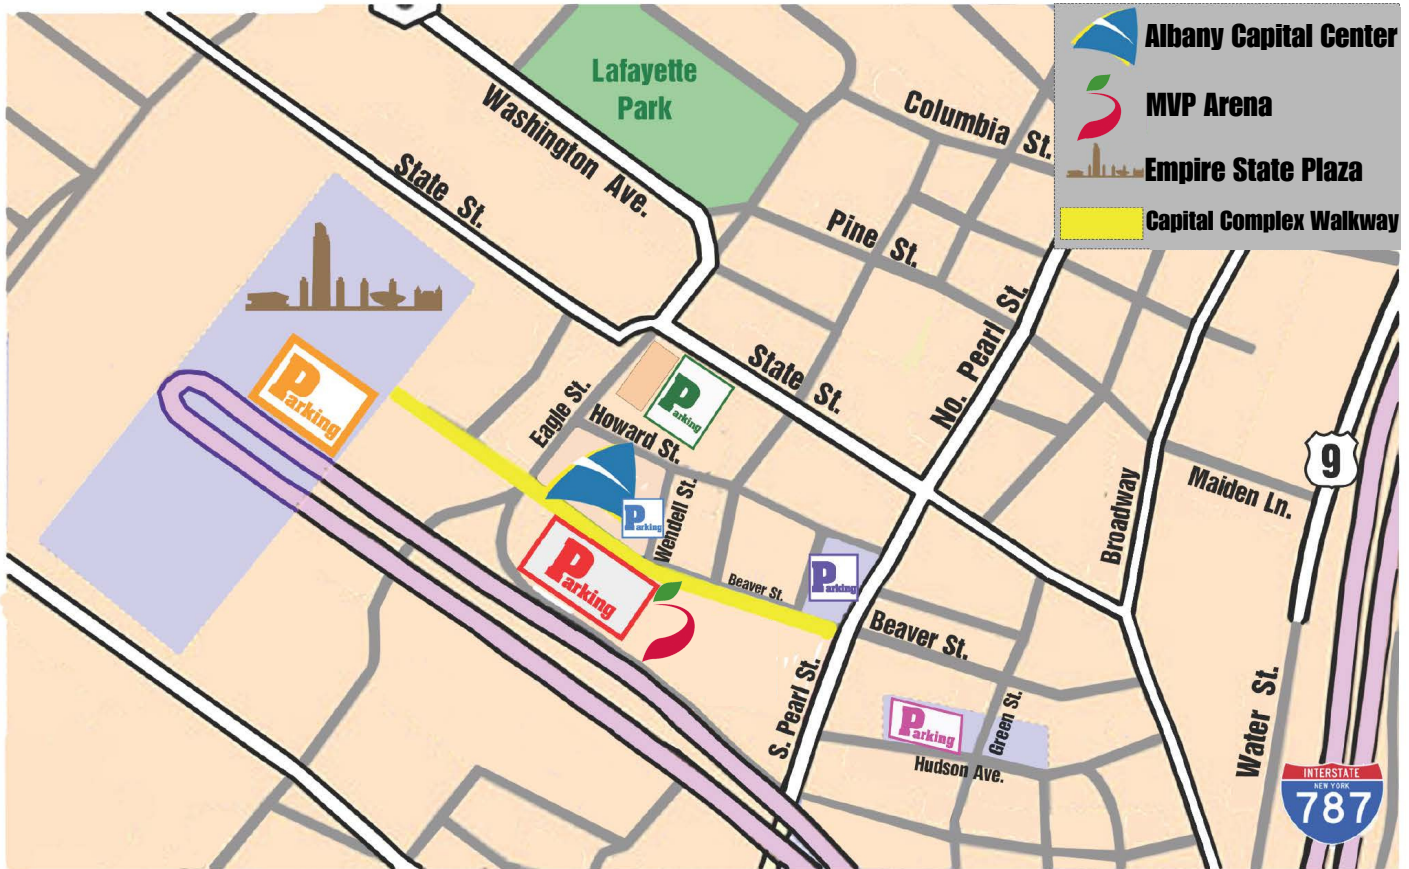 Albany Capital Center
MVP Arena
Empire State Plaza
Capital Complex Walkway
Lafayette
Park
Columbia St.
Washington Ave.
State St.
Pine St.
No. Pearl St.
State St.
Parking
Parking
Eagle St.
Howard St.
Parking
Wendell St.
Parking
Beaver St.
Parking
Beaver St.
Broadway
Maiden Ln.
9
S. Pearl St.
Parking
Green St.
Hudson Ave.
Water St.
INTERSTATE
NEW YORK
787